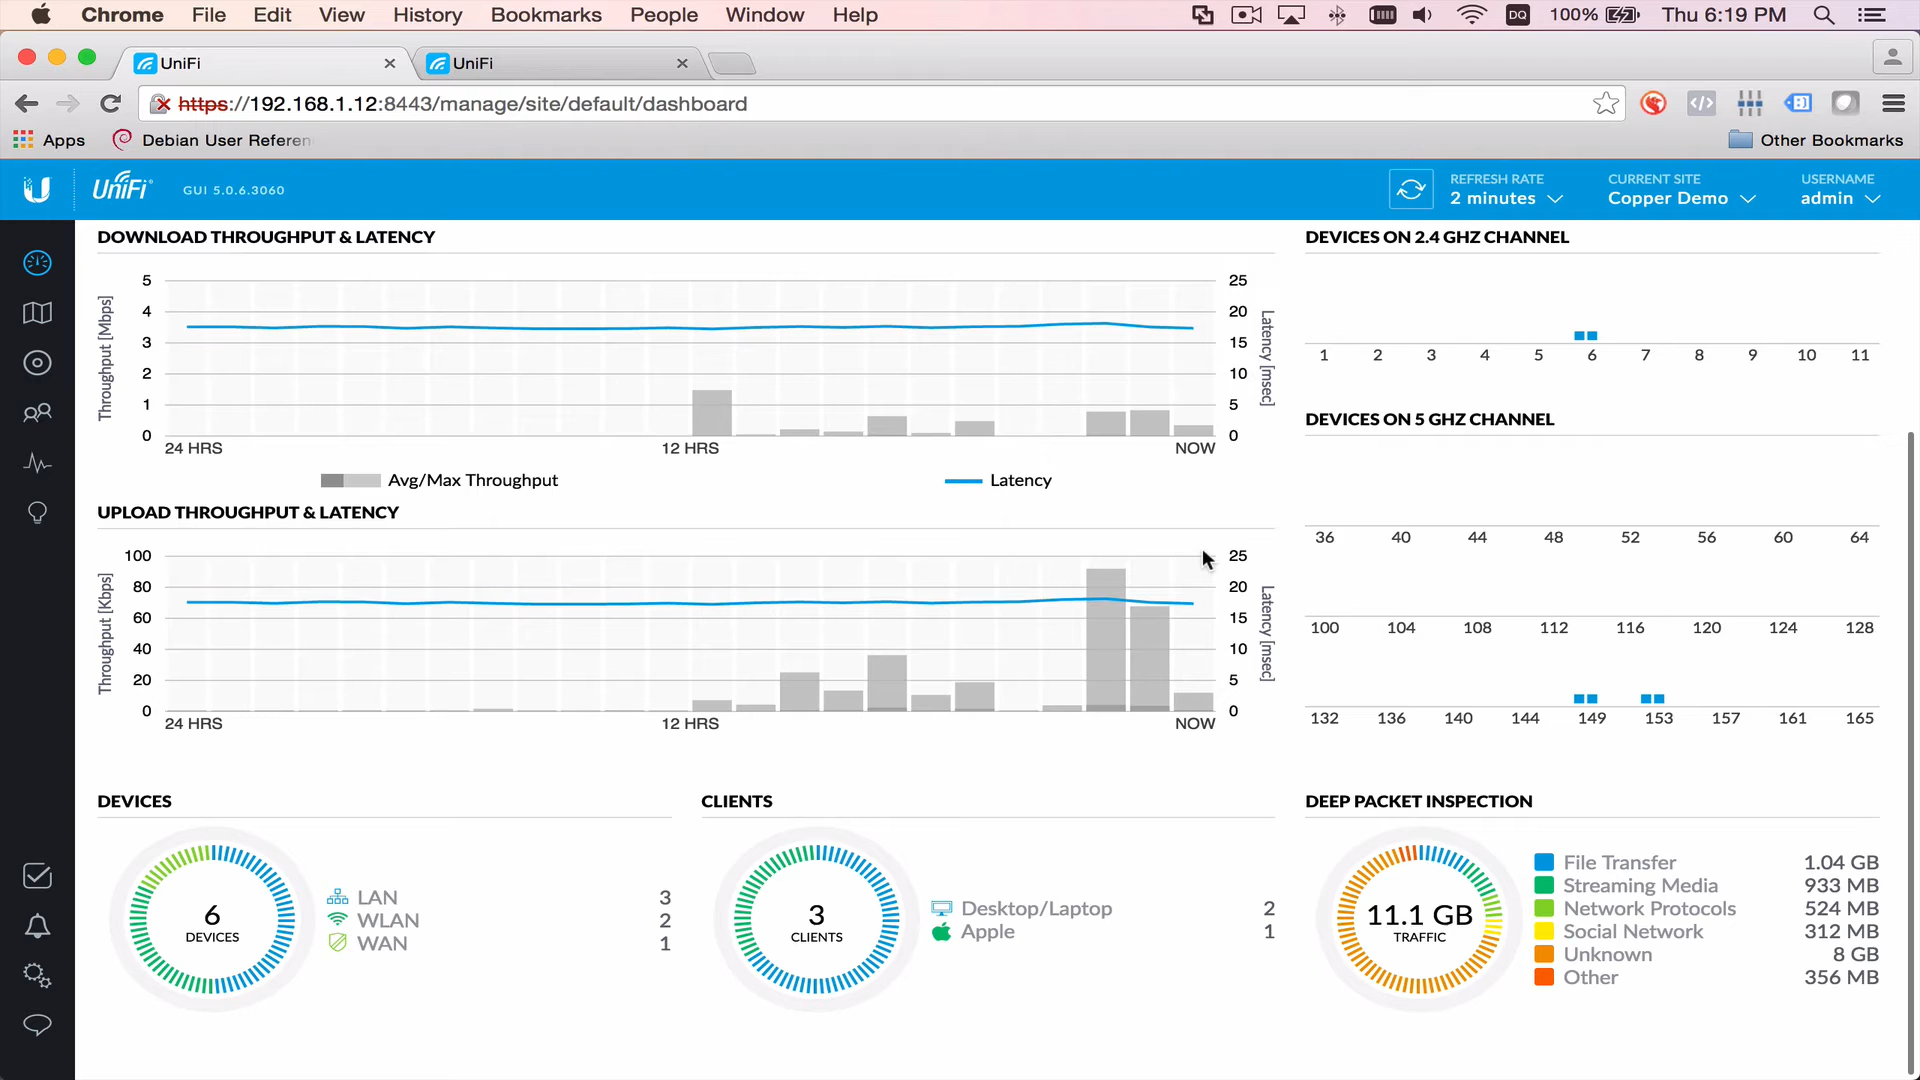 Chrome File Edit View History Bookmarks People Window Help DQ 100% Thu 6:19 PM
UniFi UniFi
https://192.168.1.12:8443/manage/site/default/dashboard
Apps Debian User Referen Other Bookmarks
UniFi GUI 5.0.6.3060
REFRESH RATE CURRENT SITE USERNAME
2 minutes Copper Demo admin
DOWNLOAD THROUGHPUT & LATENCY
Throughput [Mbps]
5
4
3
2
1
0
25
20
15
10
5
0
Latency [msec]
24 HRS 12 HRS NOW
Avg/Max Throughput Latency
UPLOAD THROUGHPUT & LATENCY
Throughput [Kbps]
100
80
60
40
20
0
25
20
15
10
5
0
Latency [msec]
24 HRS 12 HRS NOW
DEVICES ON 2.4 GHZ CHANNEL
1 2 3 4 5 6 7 8 9 10 11
DEVICES ON 5 GHZ CHANNEL
36 40 44 48 52 56 60 64
100 104 108 112 116 120 124 128
132 136 140 144 149 153 157 161 165
DEVICES
6
DEVICES
LAN 3
WLAN 2
WAN 1
CLIENTS
3
CLIENTS
Desktop/Laptop 2
Apple 1
DEEP PACKET INSPECTION
11.1 GB
TRAFFIC
File Transfer 1.04 GB
Streaming Media 933 MB
Network Protocols 524 MB
Social Network 312 MB
Unknown 8 GB
Other 356 MB